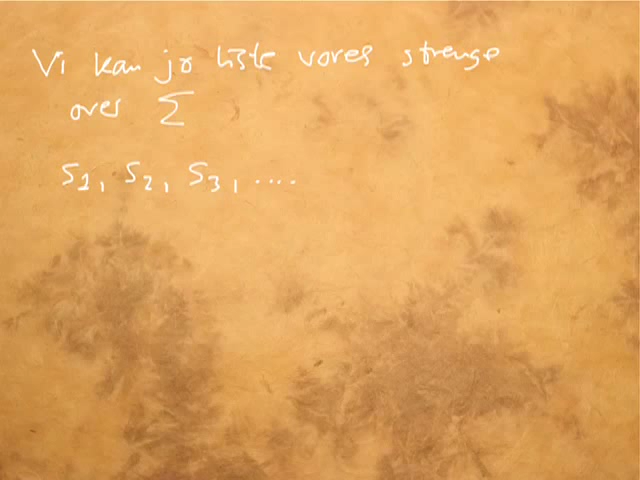 Vi kan jo liste vores strenge
over Σ
S1, S2, S3, ....